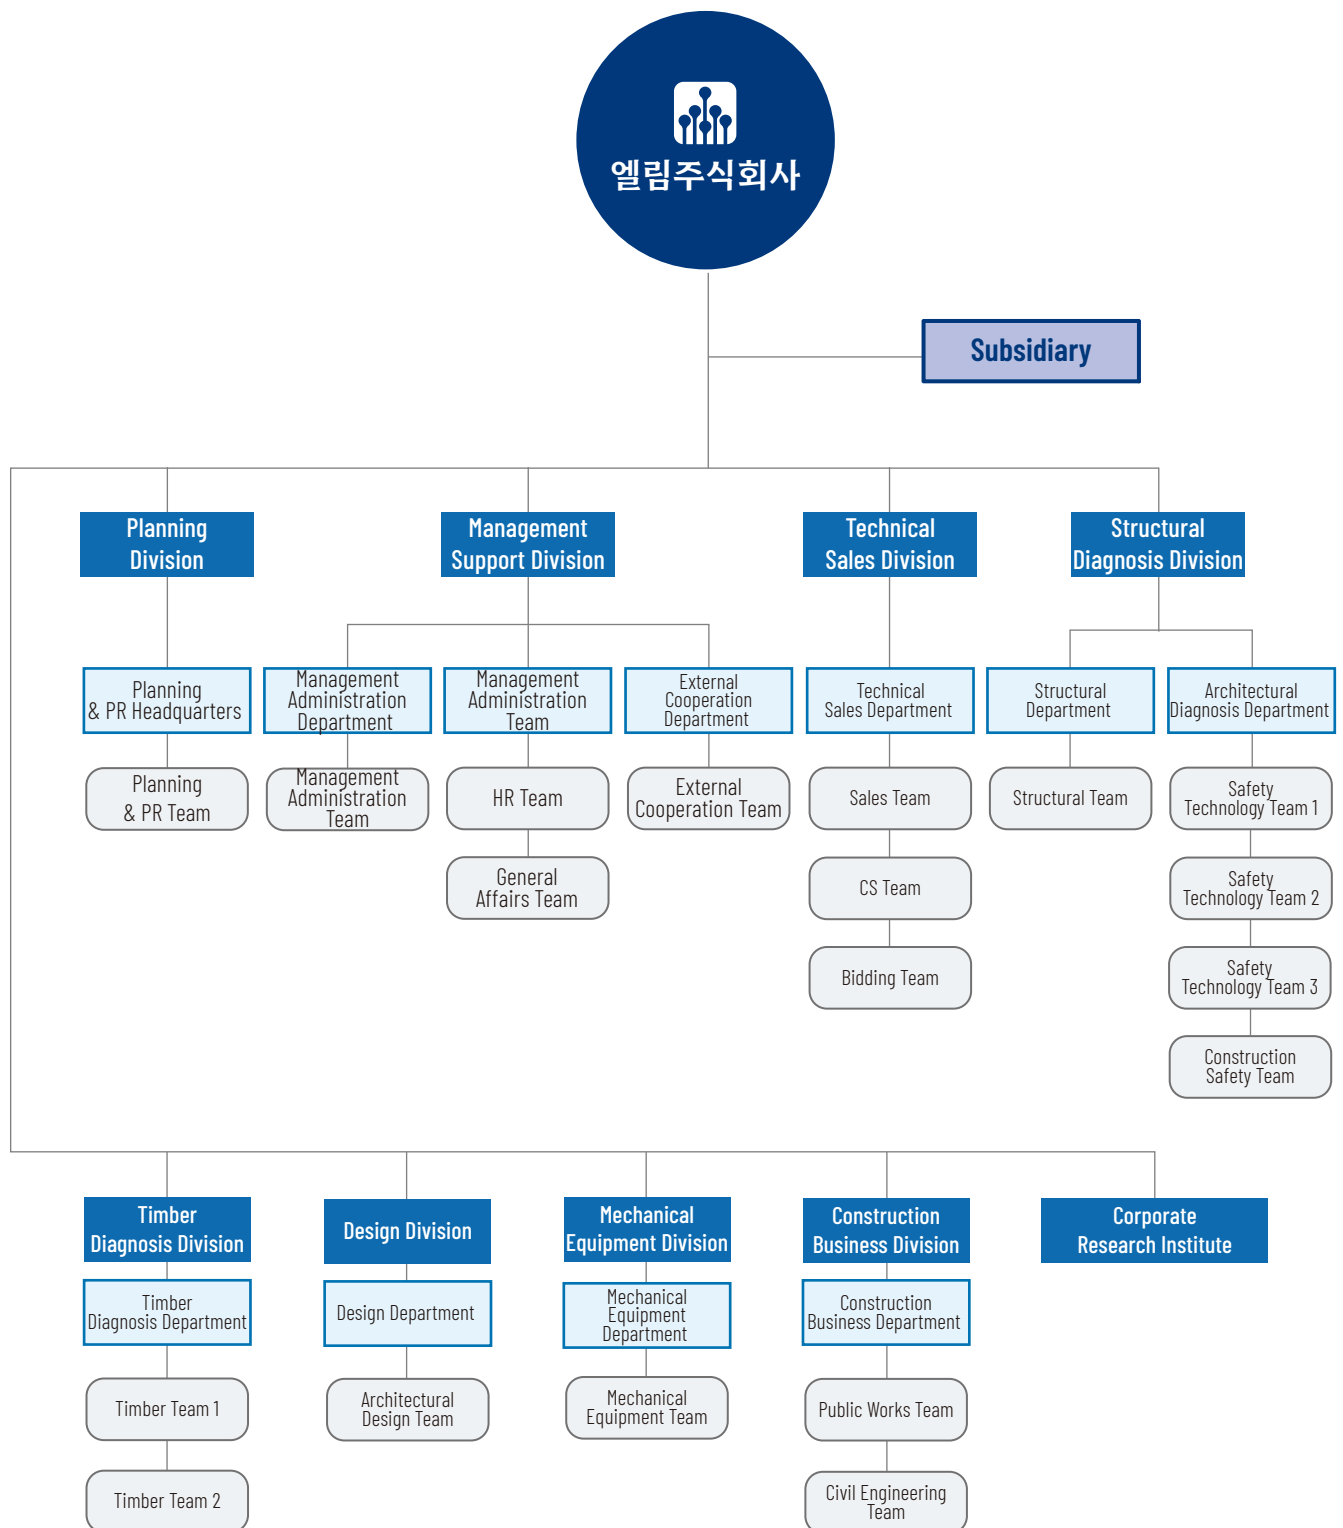 엘림주식회사
Subsidiary
Planning
Division
Management
Support Division
Technical
Sales Division
Structural
Diagnosis Division
Planning
& PR Headquarters
Management
Administration
Department
Management
Administration
Team
External
Cooperation
Department
Technical
Sales Department
Structural
Department
Architectural
Diagnosis Department
Planning
& PR Team
Management
Administration
Team
HR Team
External
Cooperation Team
Sales Team
Structural Team
Safety
Technology Team 1
General
Affairs Team
CS Team
Safety
Technology Team 2
Bidding Team
Safety
Technology Team 3
Construction
Safety Team
Timber
Diagnosis Division
Design Division
Mechanical
Equipment Division
Construction
Business Division
Corporate
Research Institute
Timber
Diagnosis Department
Design Department
Mechanical
Equipment
Department
Construction
Business Department
Timber Team 1
Architectural
Design Team
Mechanical
Equipment Team
Public Works Team
Timber Team 2
Civil Engineering
Team